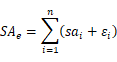 $SA_e = \sum_{i=1}^{n}(sa_i + \varepsilon_i)$